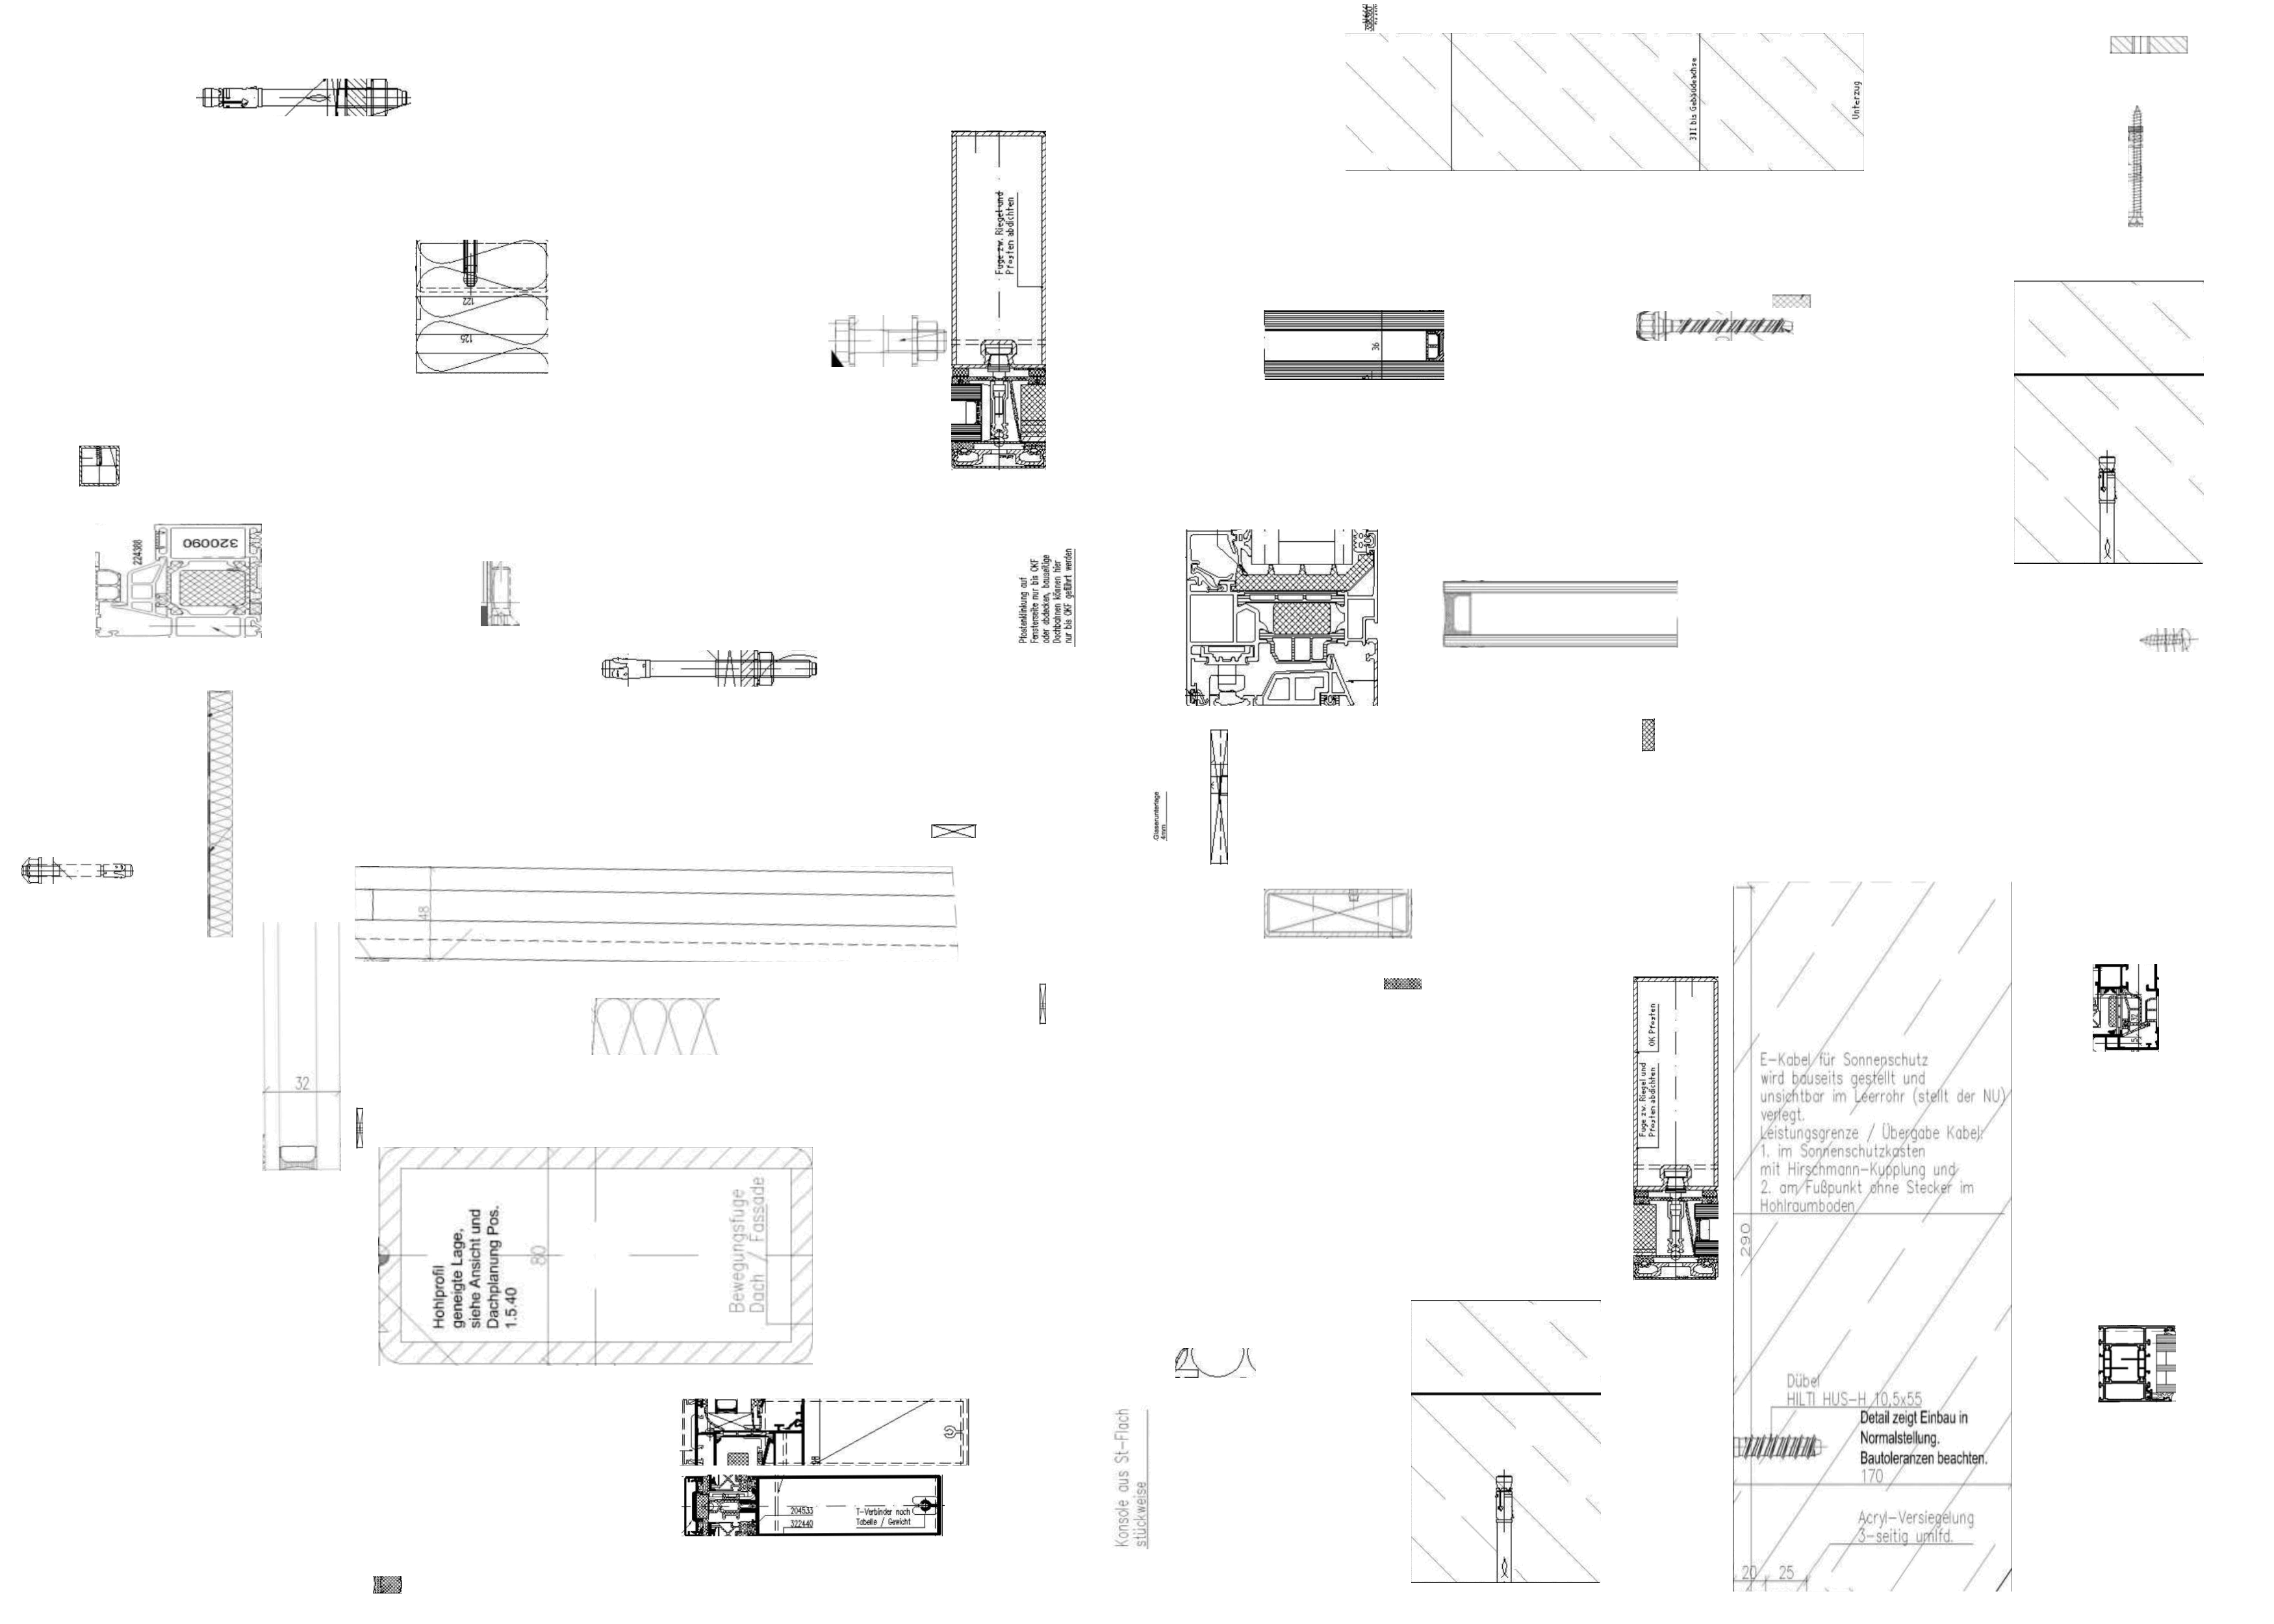 331 bis Gebäudeachse
Unterzug
Fuge zw. Riegel und
Pfosten abdichten
122
125
36
224388
320090
Pfostenklinkung auf
Fensterseite nur bis OKF
oder abdecken, bauseitige
Dachbahnen können hier
nur bis OKF geführt werden
Glaserunterlage
4mm
48
32
OK Pfosten
Fuge zw. Riegel und
Pfosten abdichten
E-Kabel für Sonnenschutz
wird bauseits gestellt und
unsichtbar im Leerrohr (stellt der NU)
verlegt.
Leistungsgrenze / Übergabe Kabel:
1. im Sonnenschutzkasten
mit Hirschmann-Kupplung und
2. am Fußpunkt ohne Stecker im
Hohlraumboden
290
Hohlprofil
geneigte Lage,
siehe Ansicht und
Dachplanung Pos.
1.5.40
80
Bewegungsfuge
Dach / Fassade
Dübel
HILTI HUS-H 10,5x55
Detail zeigt Einbau in
Normalstellung.
Bautoleranzen beachten.
170
Konsole aus St-Flach
stückweise
204533
322440
T-Verbinder nach
Tabelle / Gewicht
Acryl-Versiegelung
3-seitig umlfd.
20
25